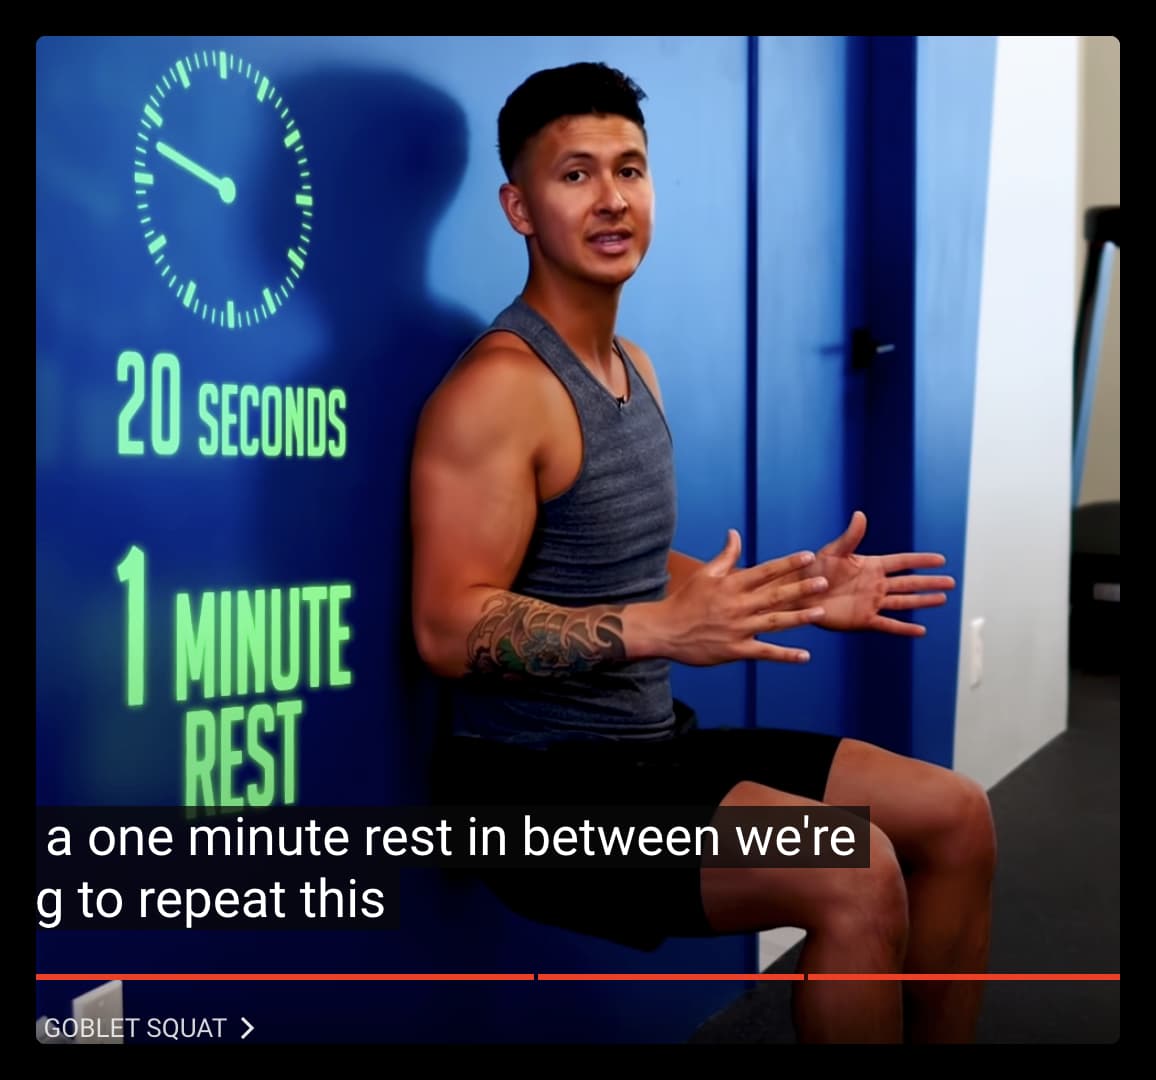 20 SECONDS
1 MINUTE
REST
a one minute rest in between we're
g to repeat this
GOBLET SQUAT